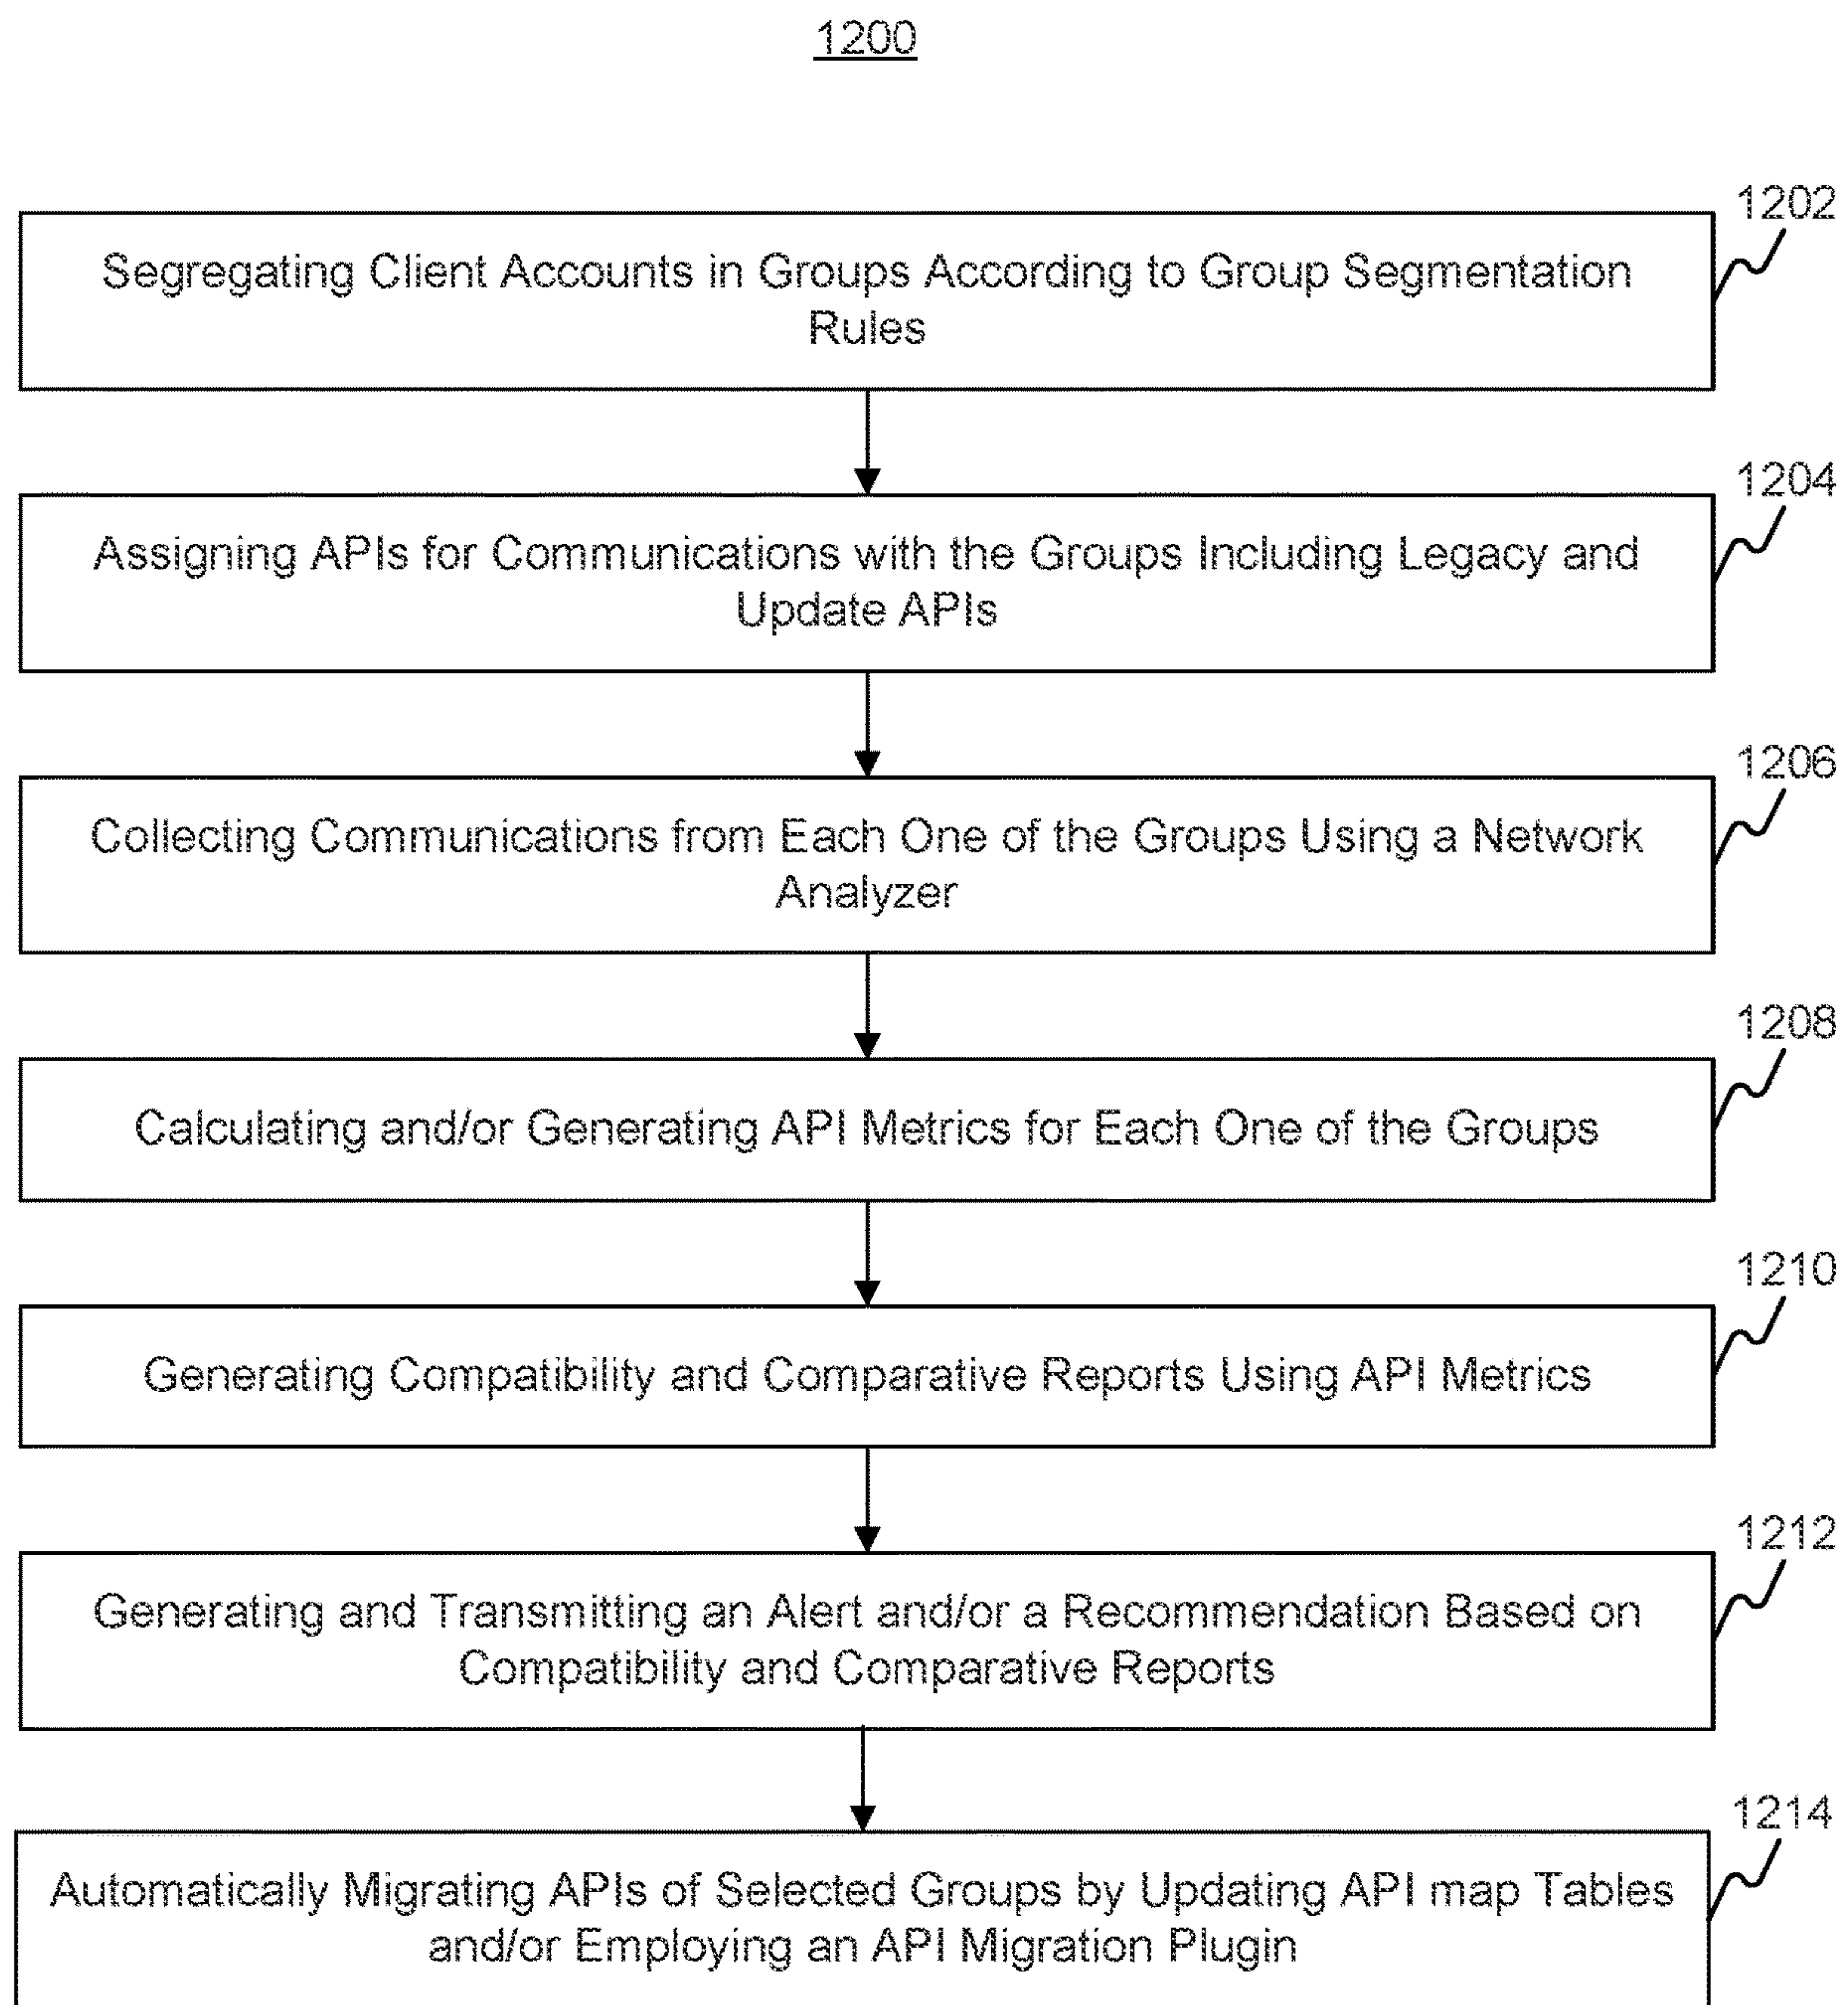 1200
1202
Segregating Client Accounts in Groups According to Group Segmentation
Rules
1204
Assigning APIs for Communications with the Groups Including Legacy and
Update APIs
1206
Collecting Communications from Each One of the Groups Using a Network
Analyzer
1208
Calculating and/or Generating API Metrics for Each One of the Groups
1210
Generating Compatibility and Comparative Reports Using API Metrics
1212
Generating and Transmitting an Alert and/or a Recommendation Based on
Compatibility and Comparative Reports
1214
Automatically Migrating APIs of Selected Groups by Updating API map Tables
and/or Employing an API Migration Plugin